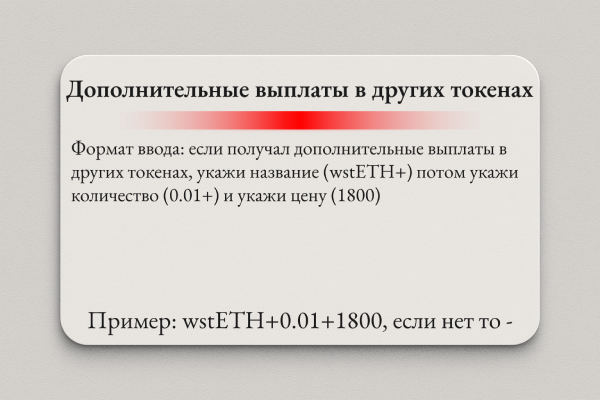 Дополнительные выплаты в других токенах
Формат ввода: если получал дополнительные выплаты в
других токенах, укажи название (wstETH+) потом укажи
количество (0.01+) и укажи цену (1800)
Пример: wstETH+0.01+1800, если нет то -